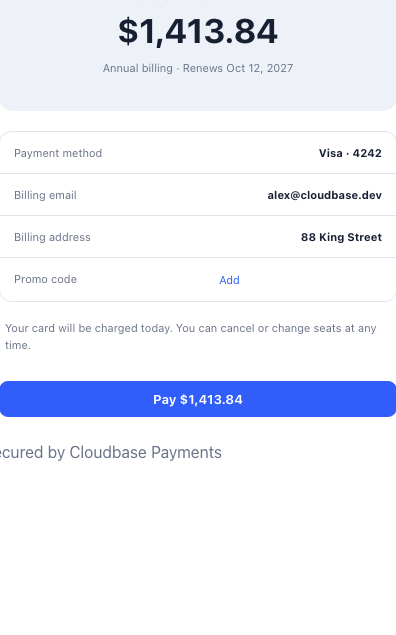 $1,413.84
Annual billing · Renews Oct 12, 2027
Payment method
Visa · 4242
Billing email
alex@cloudbase.dev
Billing address
88 King Street
Promo code
Add
Your card will be charged today. You can cancel or change seats at any
time.
Pay $1,413.84
ecured by Cloudbase Payments